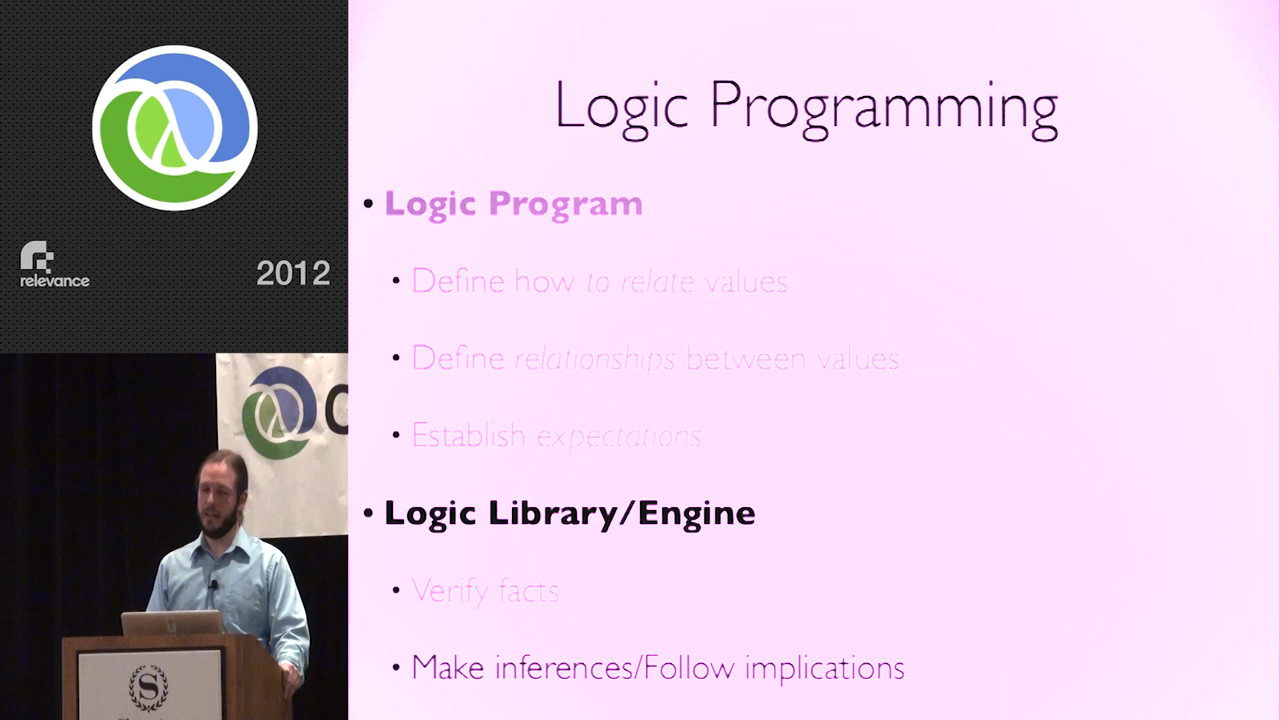 relevance
2012
C
S
Logic Programming
• Logic Program
• Define how to relate values
• Define relationships between values
• Establish expectations
• Logic Library/Engine
• Verify facts
• Make inferences/Follow implications